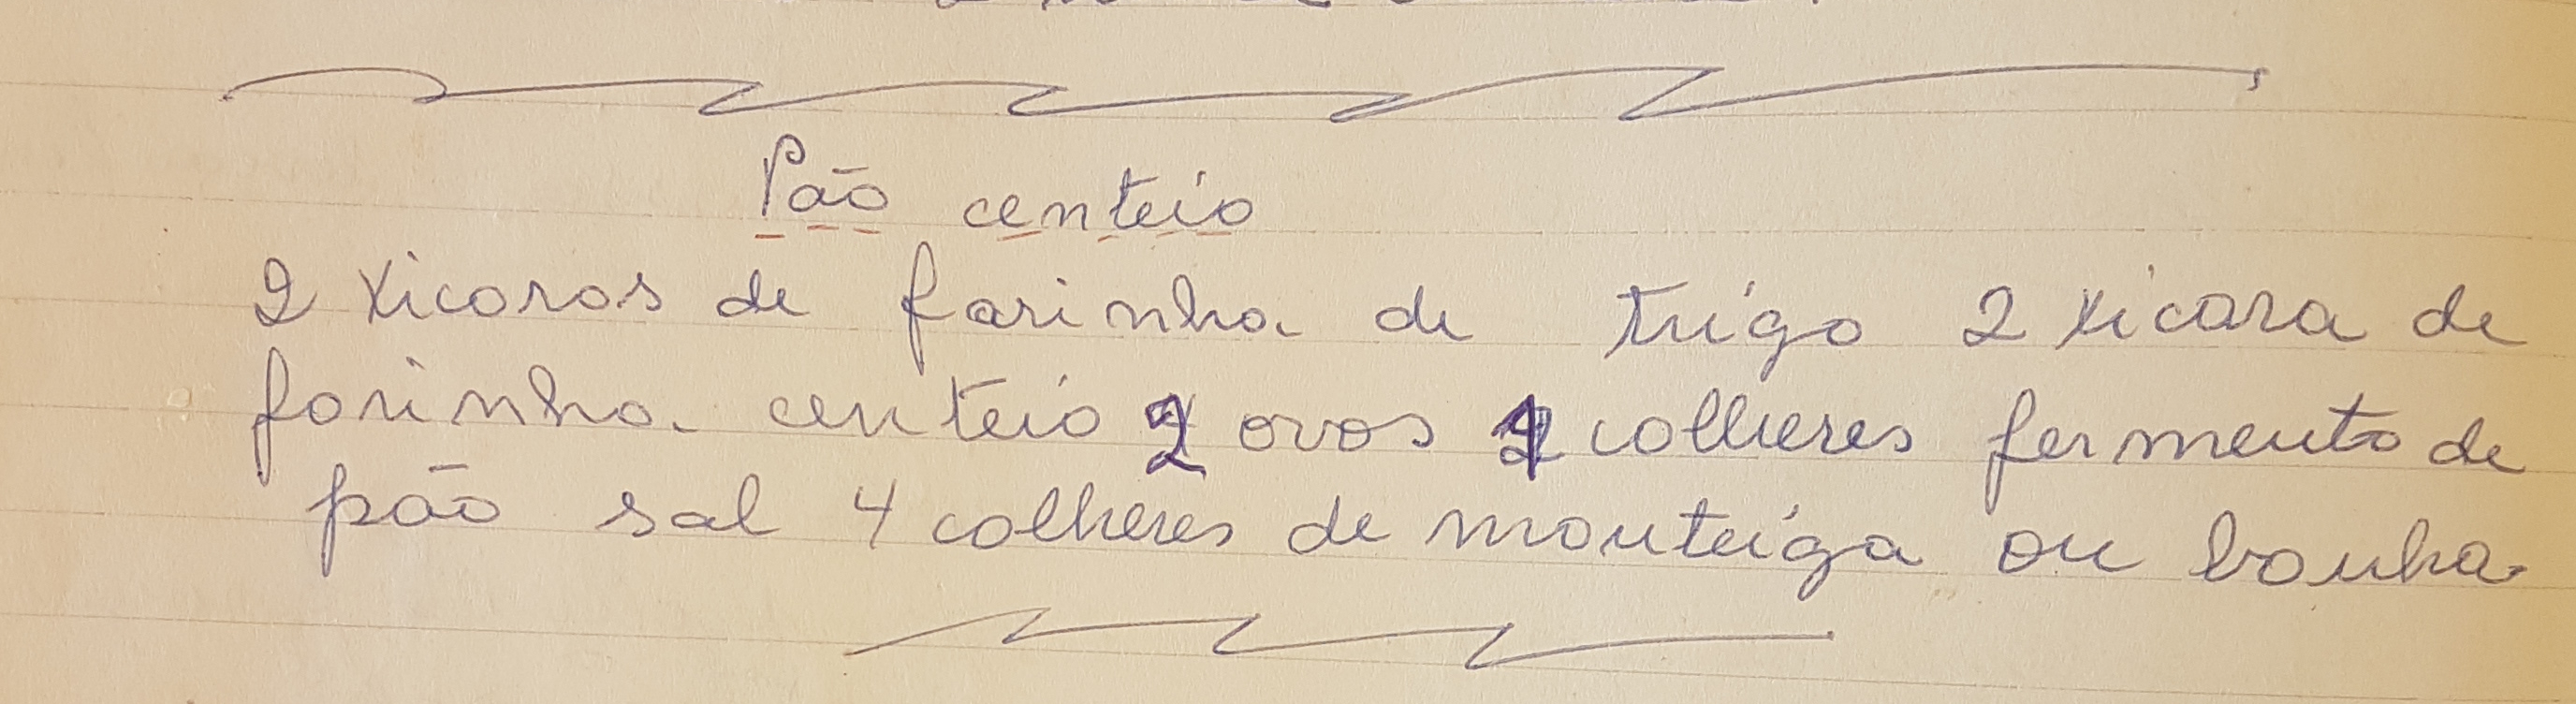 Pão centeio
2 xicaras de farinha de trigo 2 xicara de
farinha centeio 2 ovos colheres fermento de
pão sal 4 colheres de manteiga ou banha